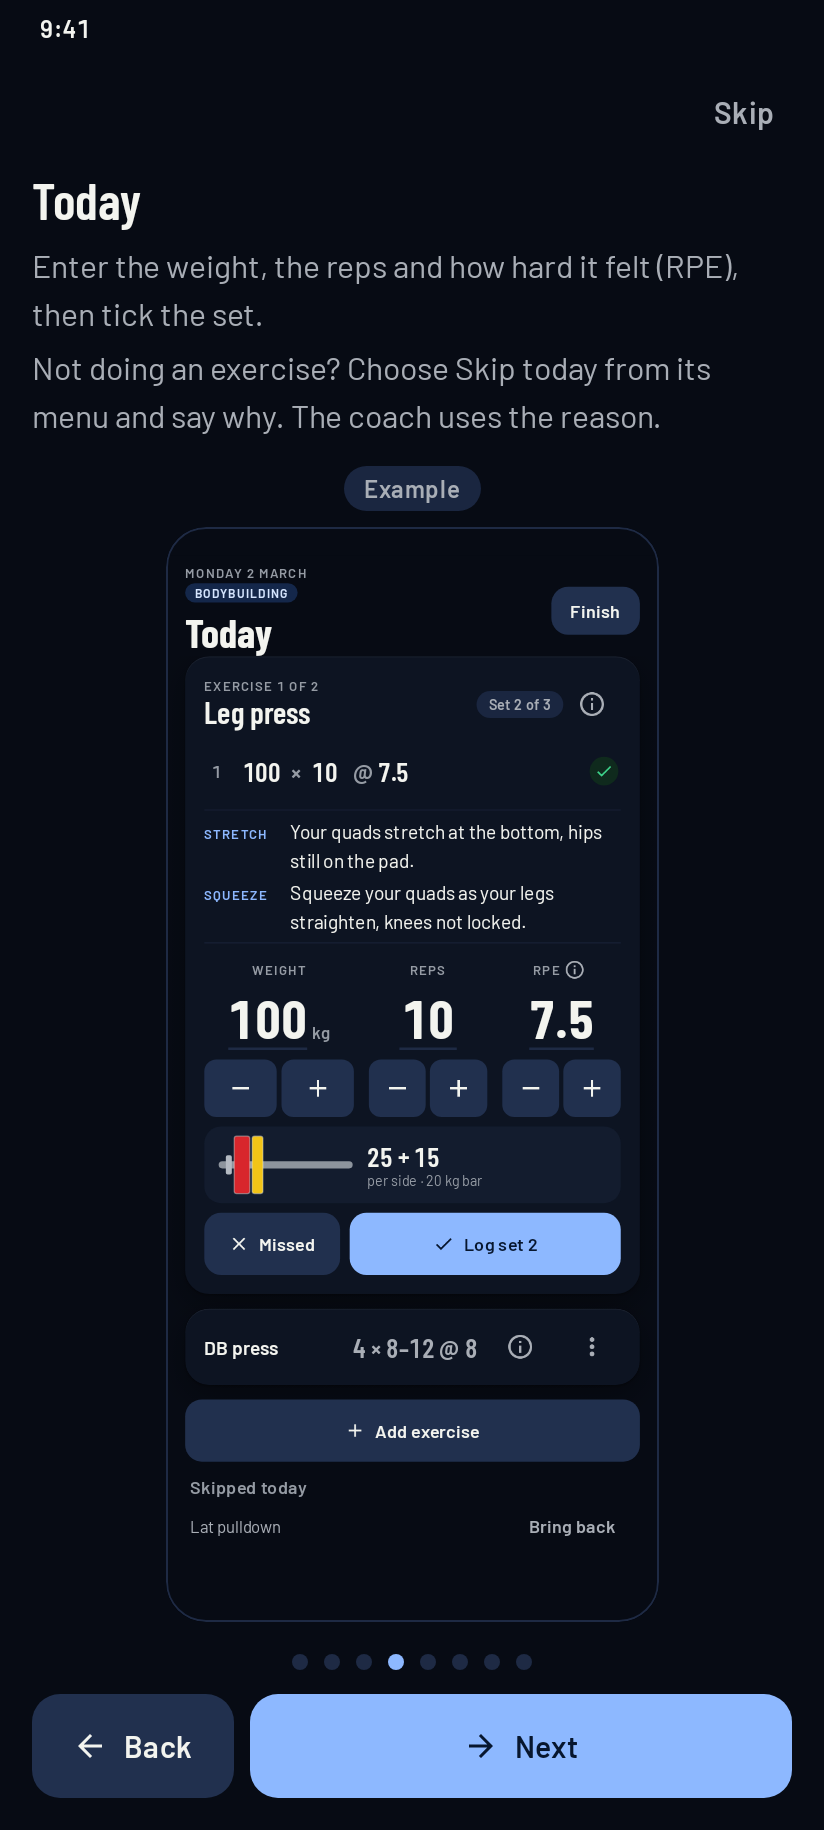 9:41
Skip
Today
Enter the weight, the reps and how hard it felt (RPE),
then tick the set.
Not doing an exercise? Choose Skip today from its
menu and say why. The coach uses the reason.
Example
MONDAY 2 MARCH
BODYBUILDING
Today
Finish
EXERCISE 1 OF 2
Leg press
Set 2 of 3
1 100 × 10 @ 7.5
STRETCH Your quads stretch at the bottom, hips
still on the pad.
SQUEEZE Squeeze your quads as your legs
straighten, knees not locked.
WEIGHT REPS RPE
100 kg 10 7.5
25 + 15
per side · 20 kg bar
Missed Log set 2
DB press 4 × 8–12 @ 8
Add exercise
Skipped today
Lat pulldown Bring back
Back Next